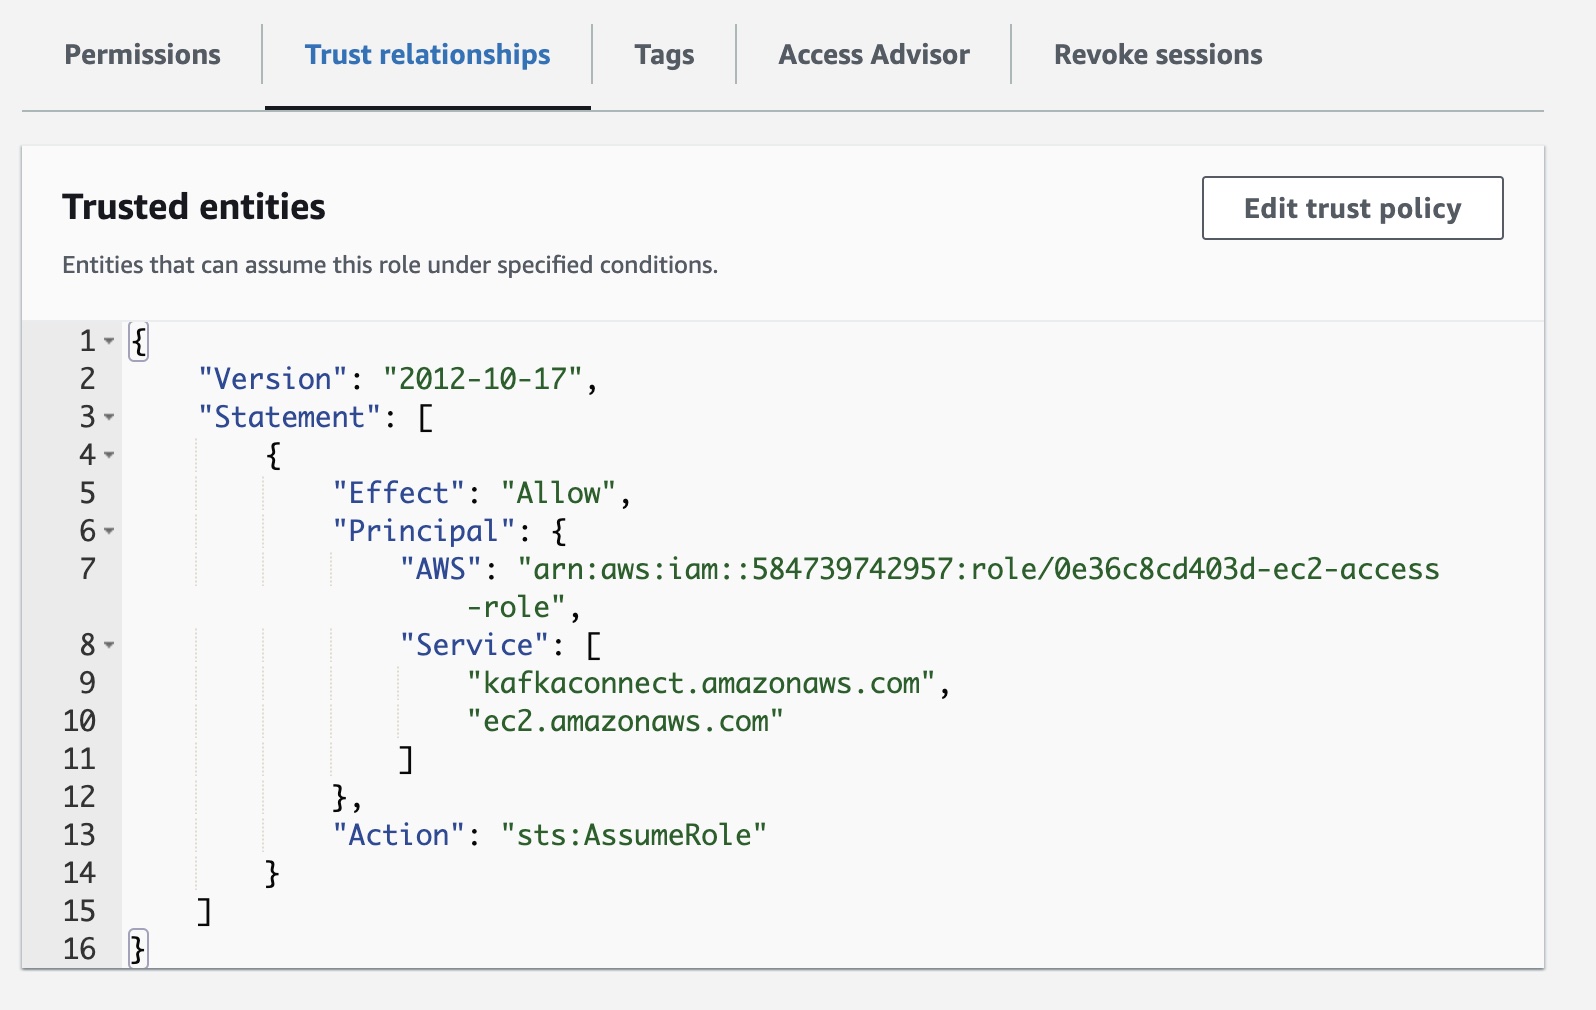 Permissions
Trust relationships
Tags
Access Advisor
Revoke sessions
Trusted entities
Edit trust policy
Entities that can assume this role under specified conditions.
1 {
2 "Version": "2012-10-17",
3 "Statement": [
4 {
5 "Effect": "Allow",
6 "Principal": {
7 "AWS": "arn:aws:iam::584739742957:role/0e36c8cd403d-ec2-access
-role",
8 "Service": [
9 "kafkaconnect.amazonaws.com",
10 "ec2.amazonaws.com"
11 ]
12 },
13 "Action": "sts:AssumeRole"
14 }
15 ]
16 }